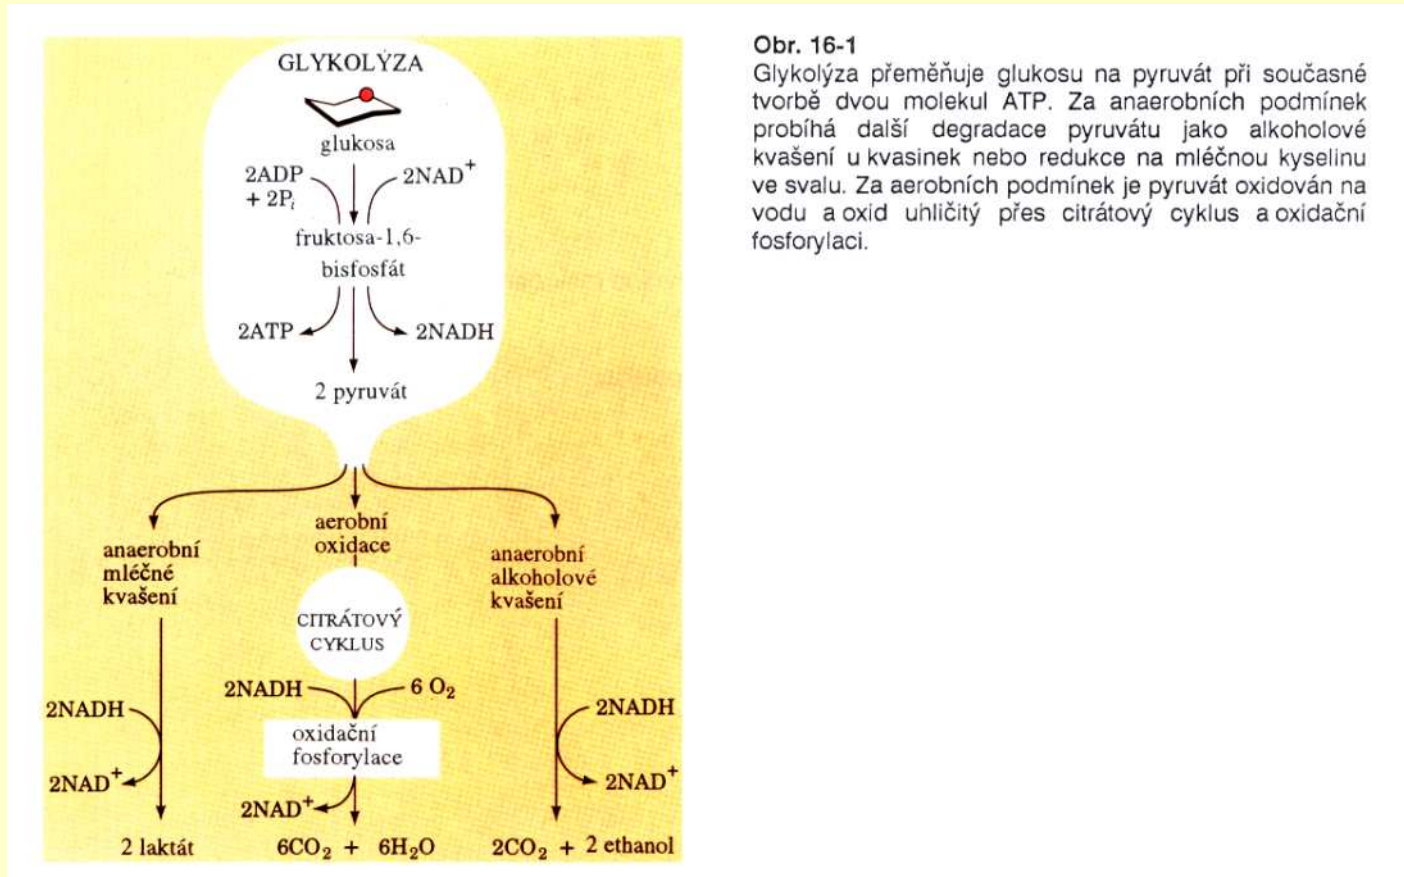 GLYKOLÝZA
glukosa
2ADP
+ 2Pi
2NAD+
fruktosa-1,6-
bisfosfát
2ATP
2NADH
2 pyruvát
anaerobní
mléčné
kvašení
aerobní
oxidace
anaerobní
alkoholové
kvašení
CITRÁTOVÝ
CYKLUS
2NADH
6 O2
2NADH
2NADH
oxidační
fosforylace
2NAD+
2NAD+
2NAD+
2 laktát
6CO2 + 6H2O
2CO2 + 2 ethanol
Obr. 16-1
Glykolýza přeměňuje glukosu na pyruvát při současné
tvorbě dvou molekul ATP. Za anaerobních podmínek
probíhá další degradace pyruvátu jako alkoholové
kvašení u kvasinek nebo redukce na mléčnou kyselinu
ve svalu. Za aerobních podmínek je pyruvát oxidován na
vodu a oxid uhličitý přes citrátový cyklus a oxidační
fosforylaci.